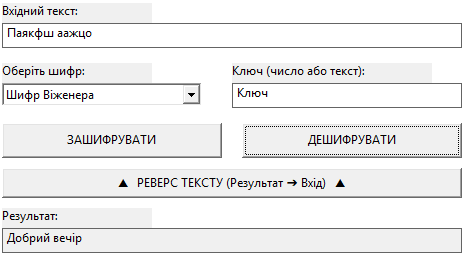 Вхідний текст:
Паякфш аажцо
Оберіть шифр: Ключ (число або текст):
Шифр Віженера Ключ
ЗАШИФРУВАТИ ДЕШИФРУВАТИ
▲ РЕВЕРС ТЕКСТУ (Результат ➔ Вхід) ▲
Результат:
Добрий вечір